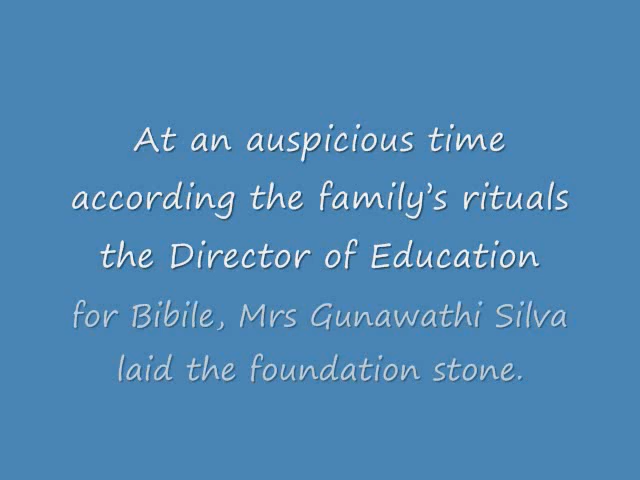 At an auspicious time
according the family’s rituals
the Director of Education
for Bibile, Mrs Gunawathi Silva
laid the foundation stone.